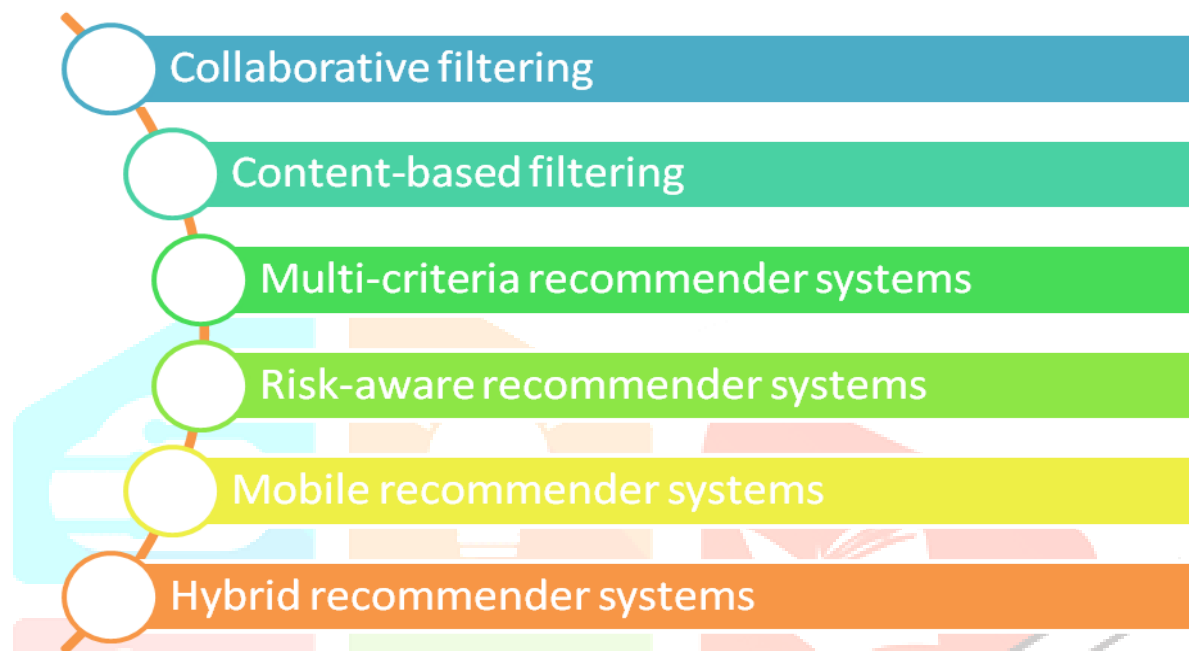 Collaborative filtering
Content-based filtering
Multi-criteria recommender systems
Risk-aware recommender systems
Mobile recommender systems
Hybrid recommender systems